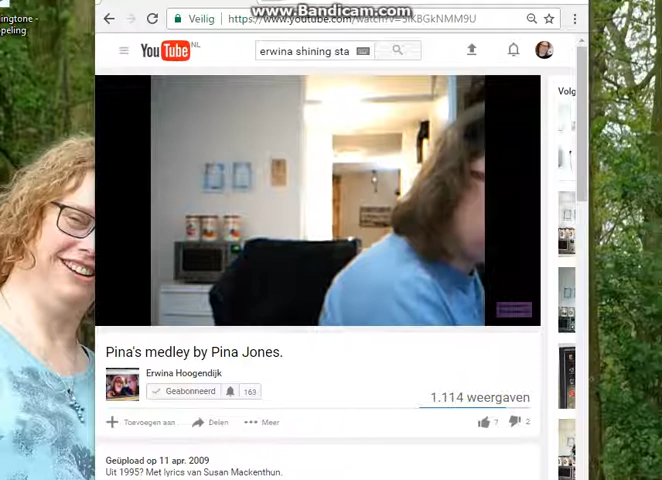 www.Bandicam.com
ingtone -
peling
Veilig
https://www.youtube.com/watch?v=5IKBGkNMM9U
YouTube NL
erwina shining sta
Volg
Pina's medley by Pina Jones.
Erwina Hoogendijk
Geabonneerd
163
1.114 weergaven
Toevoegen aan
Delen
Meer
7
2
Geüpload op 11 apr. 2009
Uit 1995? Met lyrics van Susan Mackenthun.